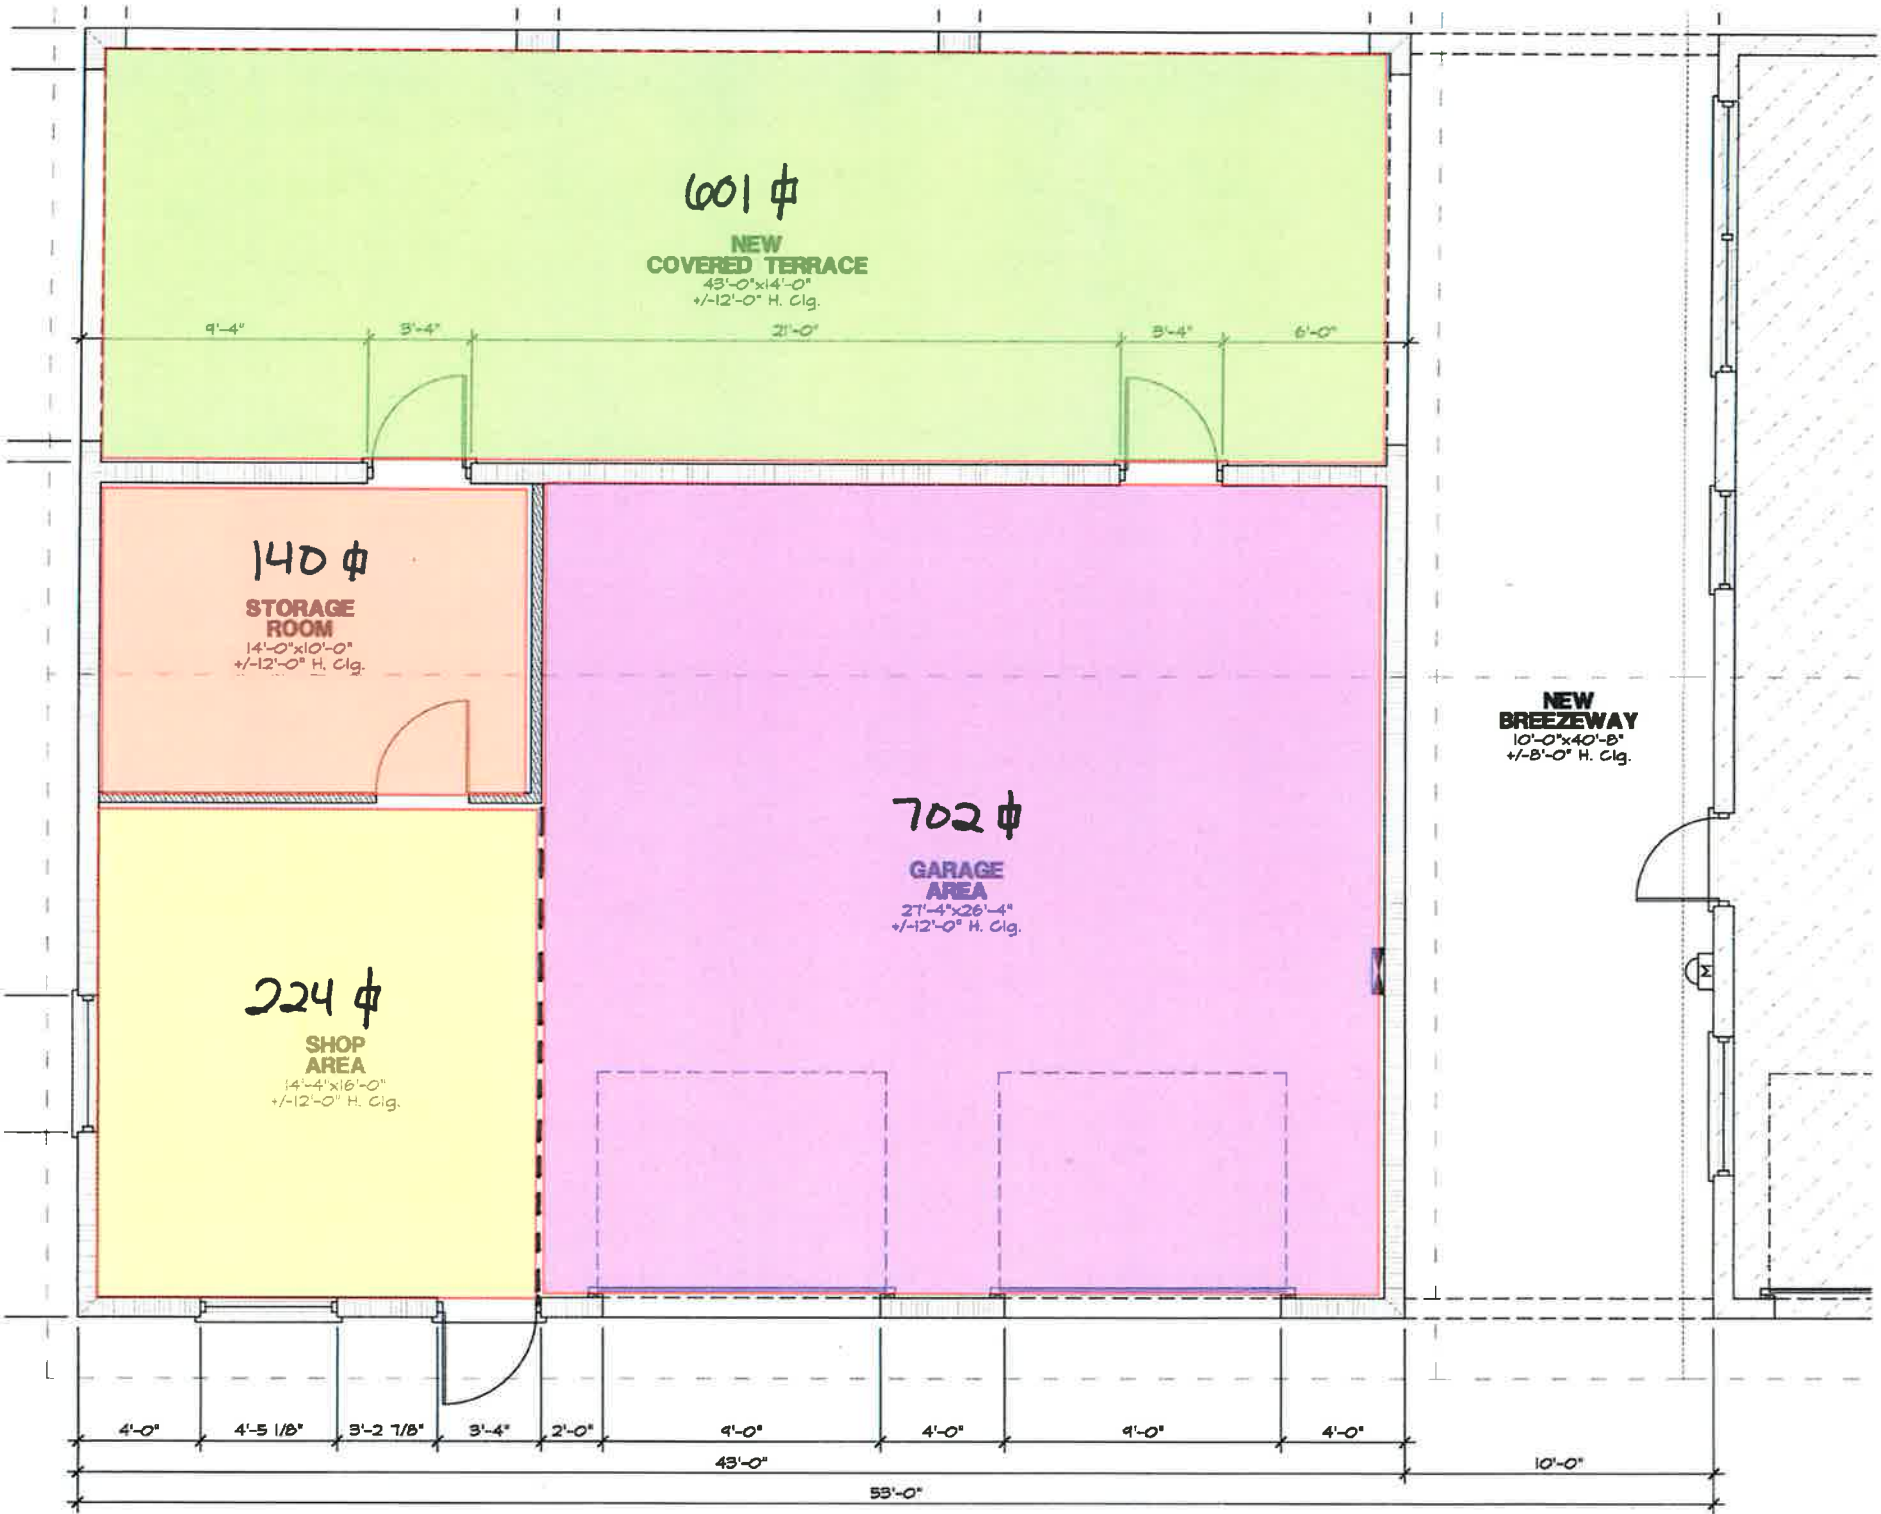 601 ⏍
NEW
COVERED TERRACE
43'-0"x14'-0"
+/-12'-0" H. Clg.
9'-4"
3'-4"
21'-0"
3'-4"
6'-0"
140 ⏍
STORAGE
ROOM
14'-0"x10'-0"
+/-12'-0" H. Clg.
NEW
BREEZEWAY
10'-0"x40'-8"
+/-8'-0" H. Clg.
702 ⏍
GARAGE
AREA
27'-4"x26'-4"
+/-12'-0" H. Clg.
224 ⏍
SHOP
AREA
14'-4"x16'-0"
+/-12'-0" H. Clg.
M
4'-0"
4'-5 1/8"
3'-2 7/8"
3'-4"
2'-0"
9'-0"
4'-0"
9'-0"
4'-0"
43'-0"
10'-0"
53'-0"